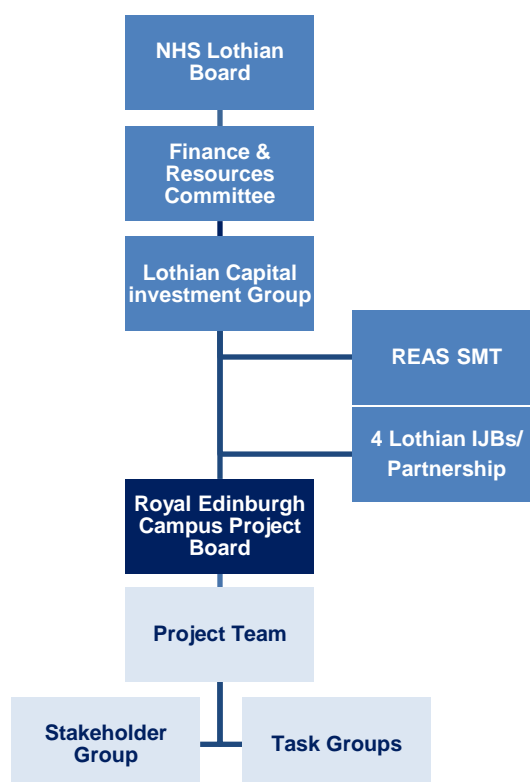 NHS Lothian
Board
Finance &
Resources
Committee
Lothian Capital
investment Group
REAS SMT
4 Lothian IJBs/
Partnership
Royal Edinburgh
Campus Project
Board
Project Team
Stakeholder
Group
Task Groups